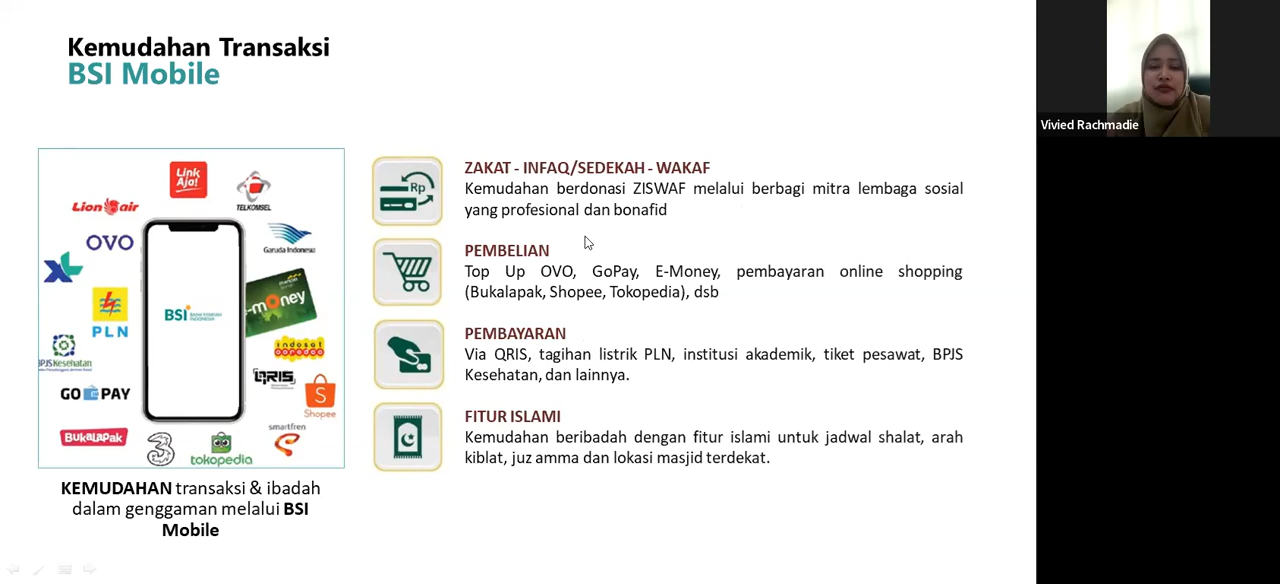 Kemudahan Transaksi
BSI Mobile
Link
Aja!
Lion air
TELKOMSEL
OVO
Garuda Indonesia
XL
PLN
BSI BANK SYARIAH
INDONESIA
mandiri
e-money
indosat
ooredoo
BPJS Kesehatan
QRIS
GO PAY
Shopee
BUKALAPAK
3
tokopedia
smartfren
KEMUDAHAN transaksi & ibadah
dalam genggaman melalui BSI
Mobile
Rp
ZAKAT - INFAQ/SEDEKAH - WAKAF
Kemudahan berdonasi ZISWAF melalui berbagi mitra lembaga sosial
yang profesional dan bonafid
PEMBELIAN
Top Up OVO, GoPay, E-Money, pembayaran online shopping
(Bukalapak, Shopee, Tokopedia), dsb
PEMBAYARAN
Via QRIS, tagihan listrik PLN, institusi akademik, tiket pesawat, BPJS
Kesehatan, dan lainnya.
FITUR ISLAMI
Kemudahan beribadah dengan fitur islami untuk jadwal shalat, arah
kiblat, juz amma dan lokasi masjid terdekat.
Vivied Rachmadie